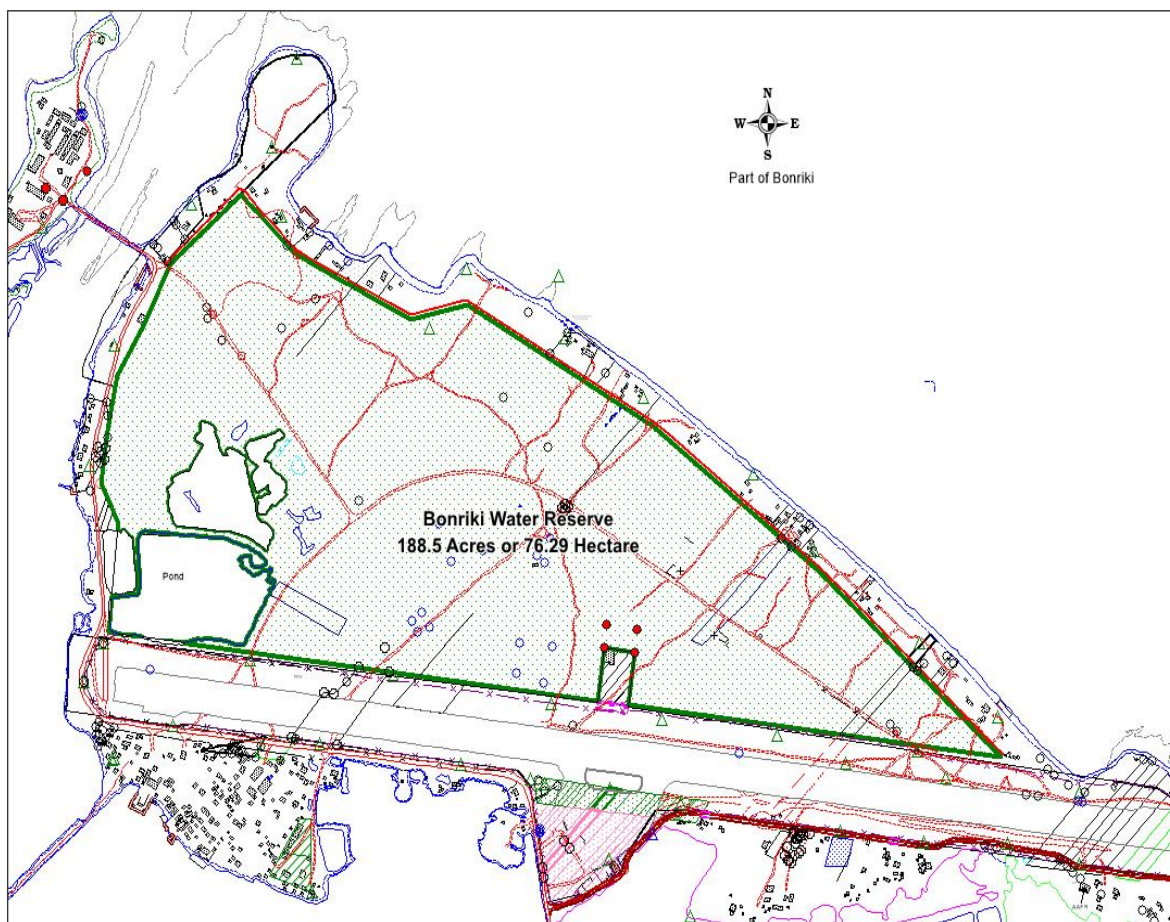 N
W E
S
Part of Bonriki
Bonriki Water Reserve
188.5 Acres or 76.29 Hectare
Pond